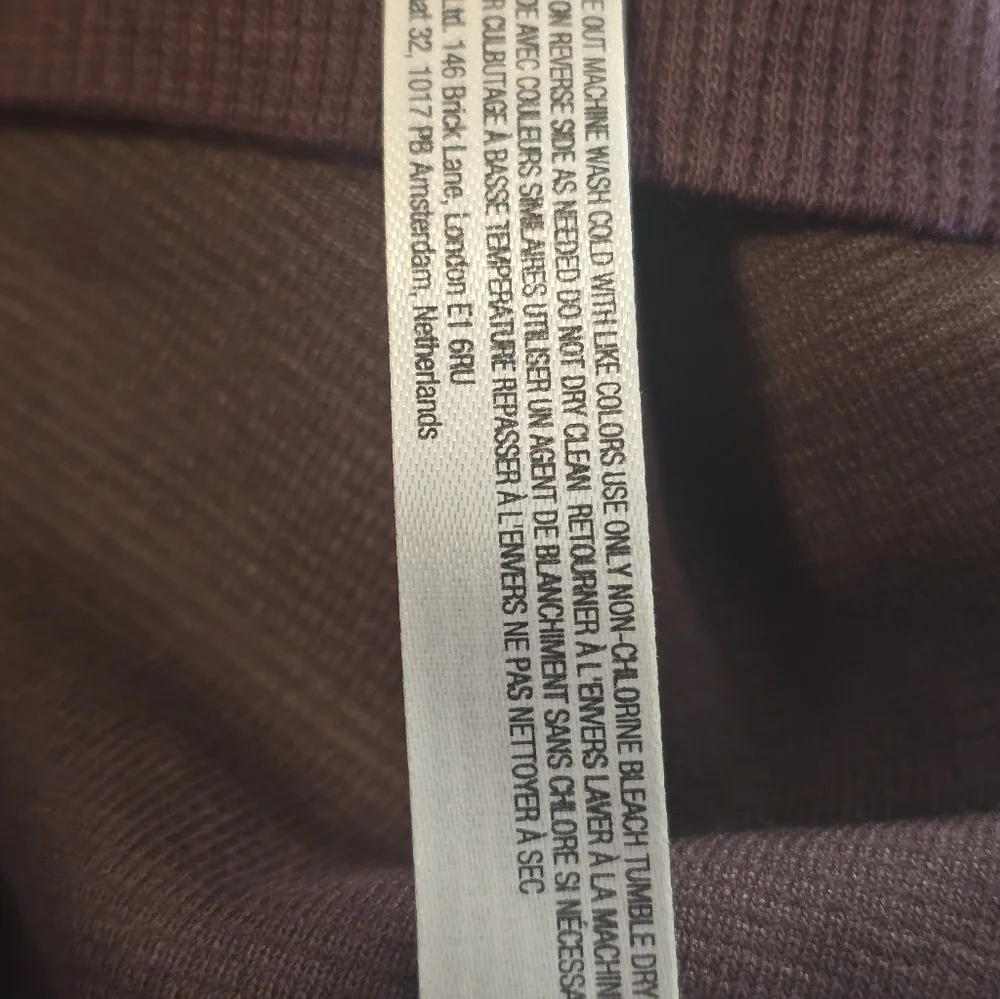 OUT MACHINE WASH COLD WITH LIKE COLORS USE ONLY NON-CHLORINE BLEACH TUMBLE DRY
ON REVERSE SIDE AS NEEDED DO NOT DRY CLEAN RETOURNER À L'ENVERS LAVER À LA
AVEC COULEURS SIMILAIRES UTILISER UN AGENT DE BLANCHIMENT SANS CHLORE SI
CULBUTAGE À BASSE TEMPERATURE REPASSER À L'ENVERS NE PAS NETTOYER À SEC
Ltd. 146 Brick Lane, London E1 6RU
32, 1017 PB Amsterdam, Netherlands